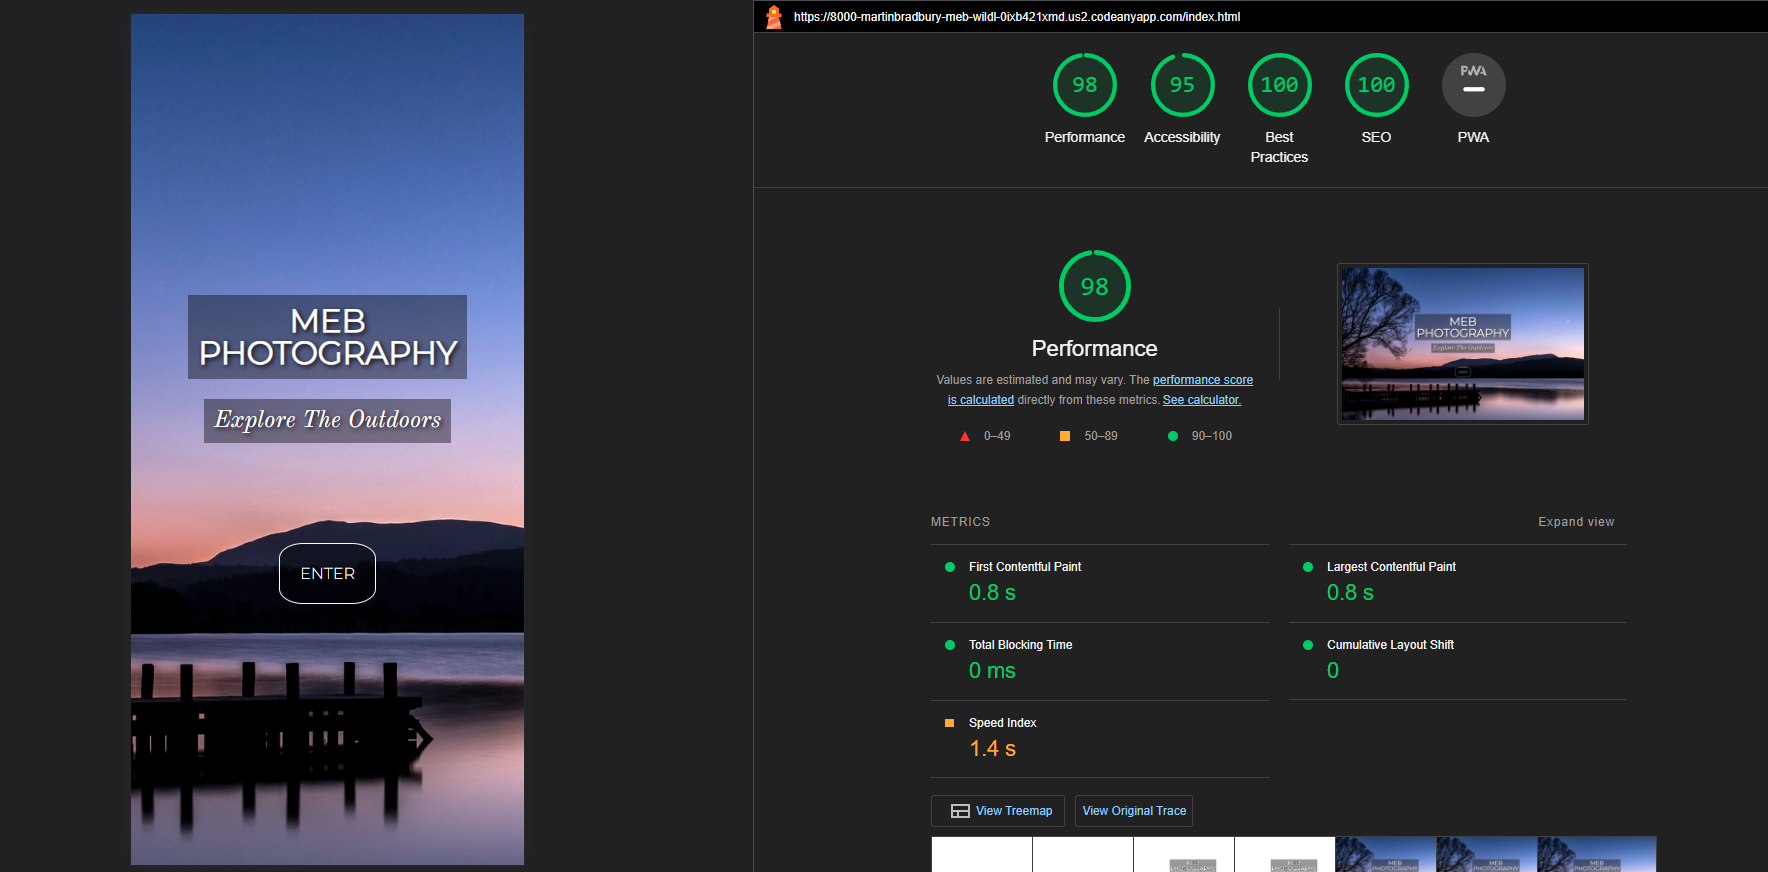 MEB
PHOTOGRAPHY
Explore The Outdoors
ENTER
https://8000-martinbradbury-meb-wildl-0ixb421xmd.us2.codeanyapp.com/index.html
98
Performance
95
Accessibility
100
Best
Practices
100
SEO
PWA
PWA
98
Performance
Values are estimated and may vary. The performance score
is calculated directly from these metrics. See calculator.
0–49
50–89
90–100
MEB
PHOTOGRAPHY
Explore The Outdoors
METRICS
Expand view
First Contentful Paint
0.8 s
Largest Contentful Paint
0.8 s
Total Blocking Time
0 ms
Cumulative Layout Shift
0
Speed Index
1.4 s
View Treemap
View Original Trace
MEB
PHOTOGRAPHY
MEB
PHOTOGRAPHY
MEB
PHOTOGRAPHY
MEB
PHOTOGRAPHY
MEB
PHOTOGRAPHY